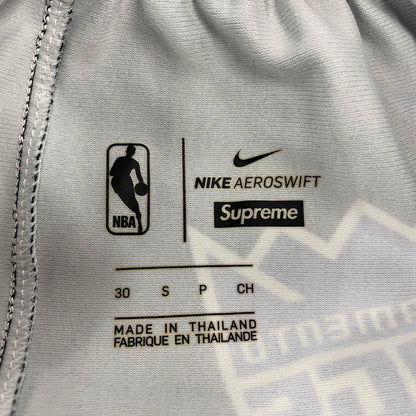 NBA
NIKE AEROSWIFT
Supreme
30 S P CH
MADE IN THAILAND
FABRIQUE EN THAILANDE